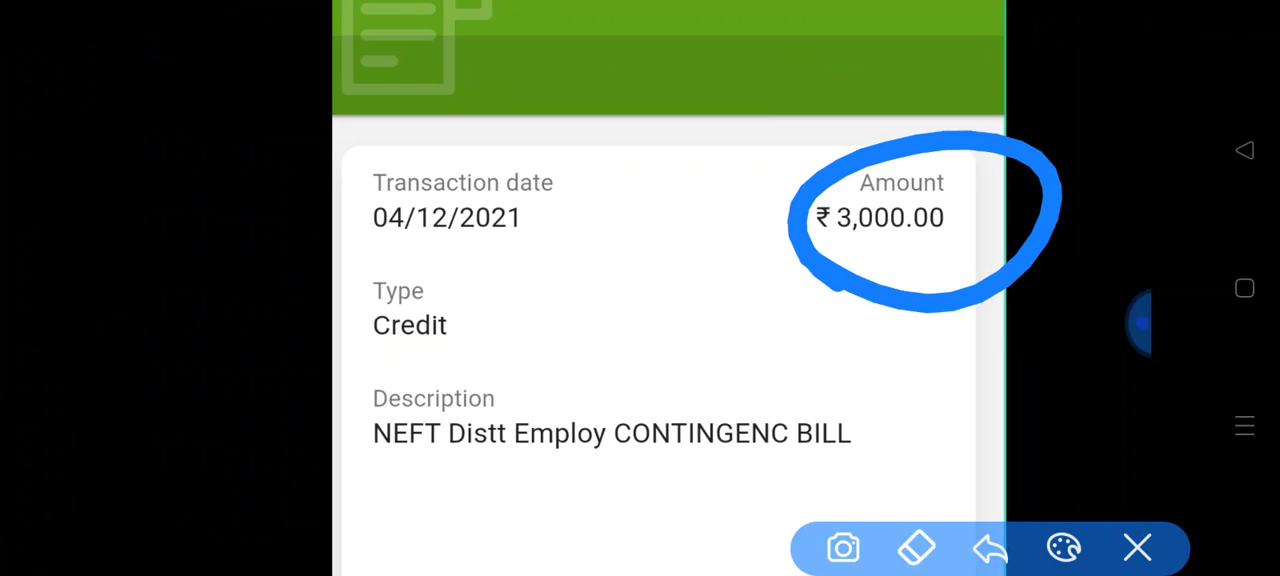 Transaction date
Amount
04/12/2021
₹ 3,000.00
Type
Credit
Description
NEFT Distt Employ CONTINGENC BILL